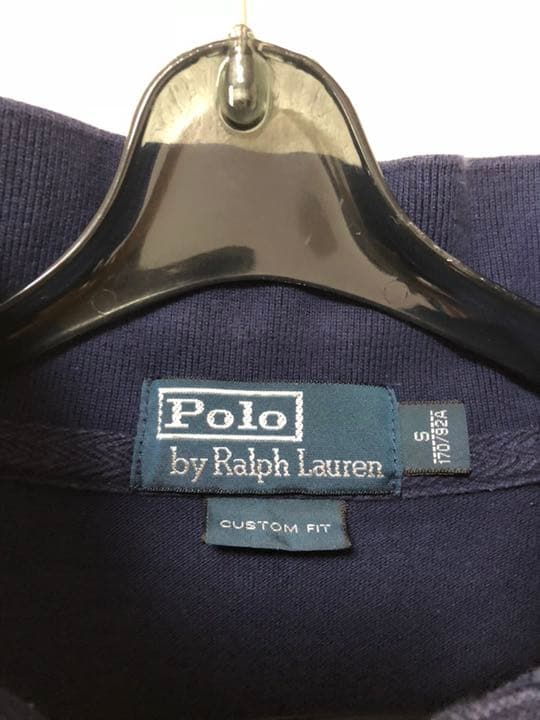 Polo
by Ralph Lauren
S
170/92A
CUSTOM FIT